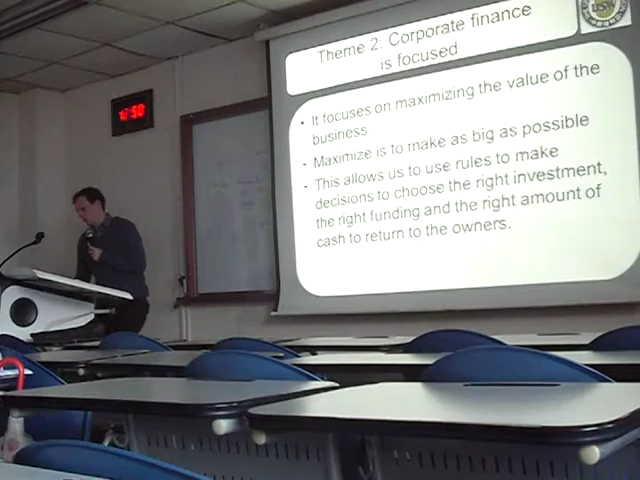 Theme 2: Corporate finance
is focused
• It focuses on maximizing the value of the
business
- Maximize is to make as big as possible
- This allows us to use rules to make
decisions to choose the right investment,
the right funding and the right amount of
cash to return to the owners.
USW